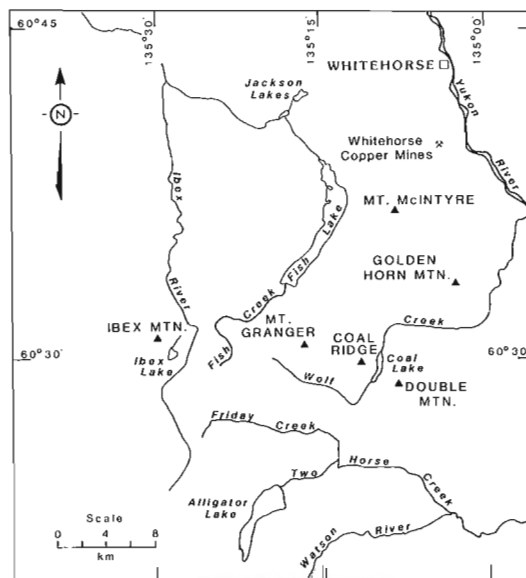 60°45'
135°30'
135°15'
135°00'
WHITEHORSE
Jackson
Lakes
Yukon
River
N
Whitehorse
Copper Mines
Ibex
River
MT. McINTYRE
Fish
Lake
GOLDEN
HORN MTN.
Fish
Creek
IBEX MTN.
MT.
GRANGER
COAL
RIDGE
Creek
60°30'
60°30'
Ibex
Lake
Wolf
Coal
Lake
DOUBLE
MTN.
Friday
Creek
Two
Horse
Creek
Alligator
Lake
Watson
River
Scale
0 4 8
km